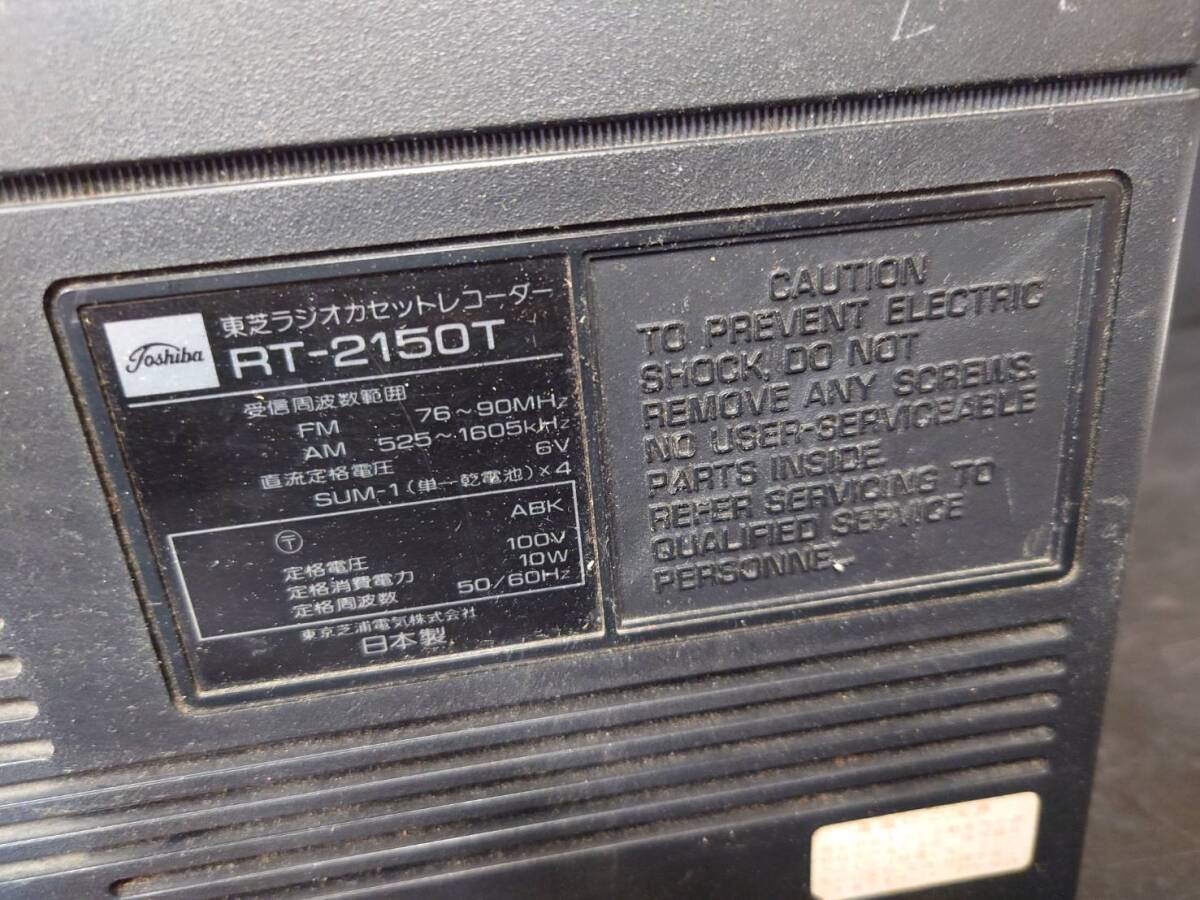 Toshiba
東芝ラジオカセットレコーダー
RT-2150T
受信周波数範囲
FM 76～90MHz
AM 525～1605kHz
直流定格電圧 6V
SUM-1(単一乾電池)×4
〒 ABK
定格電圧 100V
定格消費電力 10W
定格周波数 50/60Hz
東京芝浦電気株式会社
日本製
CAUTION
TO PREVENT ELECTRIC
SHOCK, DO NOT
REMOVE ANY SCREWS.
NO USER-SERVICEABLE
PARTS INSIDE.
REFER SERVICING TO
QUALIFIED SERVICE
PERSONNEL.